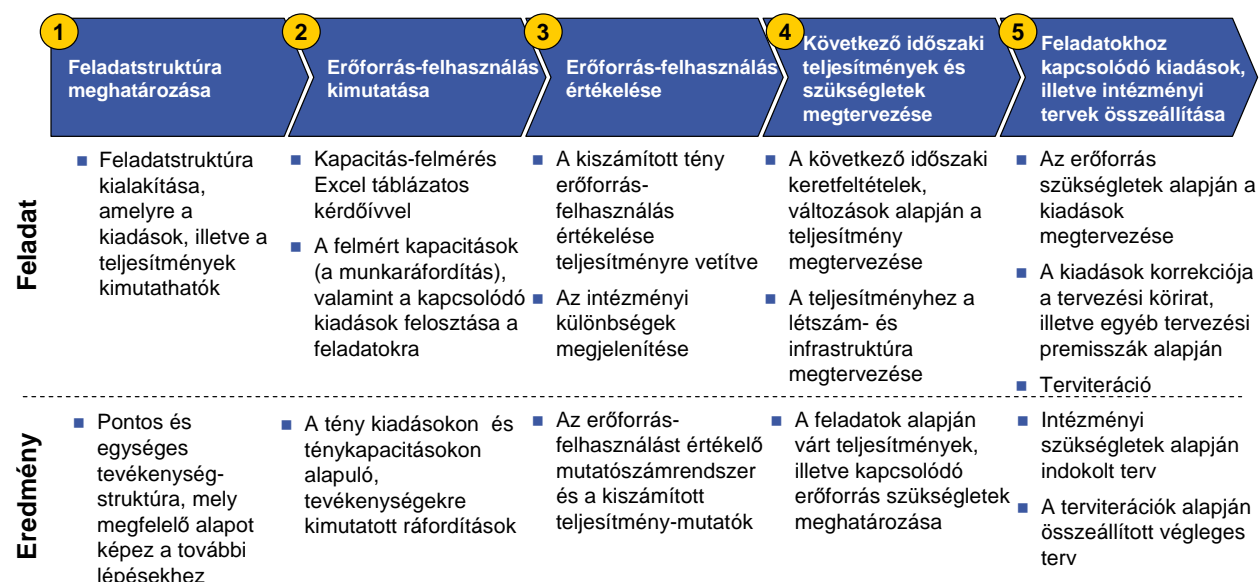 1
Feladatstruktúra
meghatározása
2
Erőforrás-felhasználás
kimutatása
3
Erőforrás-felhasználás
értékelése
4
Következő időszaki
teljesítmények és
szükségletek
megtervezése
5
Feladatokhoz
kapcsolódó kiadások,
illetve intézményi
tervek összeállítása
Feladat
Feladatstruktúra
kialakítása,
amelyre a
kiadások, illetve a
teljesítmények
kimutathatók
Kapacitás-felmérés
Excel táblázatos
kérdőívvel
A felmért kapacitások
(a munkaráfordítás),
valamint a kapcsolódó
kiadások felosztása a
feladatokra
A kiszámított tény
erőforrás-
felhasználás
értékelése
teljesítményre vetítve
Az intézményi
különbségek
megjelenítése
A következő időszaki
keretfeltételek,
változások alapján a
teljesítmény
megtervezése
A teljesítményhez a
létszám- és
infrastruktúra
megtervezése
Az erőforrás
szükségletek alapján a
kiadások
megtervezése
A kiadások korrekciója
a tervezési körirat,
illetve egyéb tervezési
premisszák alapján
Terviteráció
Eredmény
Pontos és
egységes
tevékenység-
struktúra, mely
megfelelő alapot
képez a további
lépésekhez
A tény kiadásokon és
ténykapacitásokon
alapuló,
tevékenységekre
kimutatott ráfordítások
Az erőforrás-
felhasználást értékelő
mutatószámrendszer
és a kiszámított
teljesítmény-mutatók
A feladatok alapján
várt teljesítmények,
illetve kapcsolódó
erőforrás szükségletek
meghatározása
Intézményi
szükségletek alapján
indokolt terv
A terviterációk alapján
összeállított végleges
terv